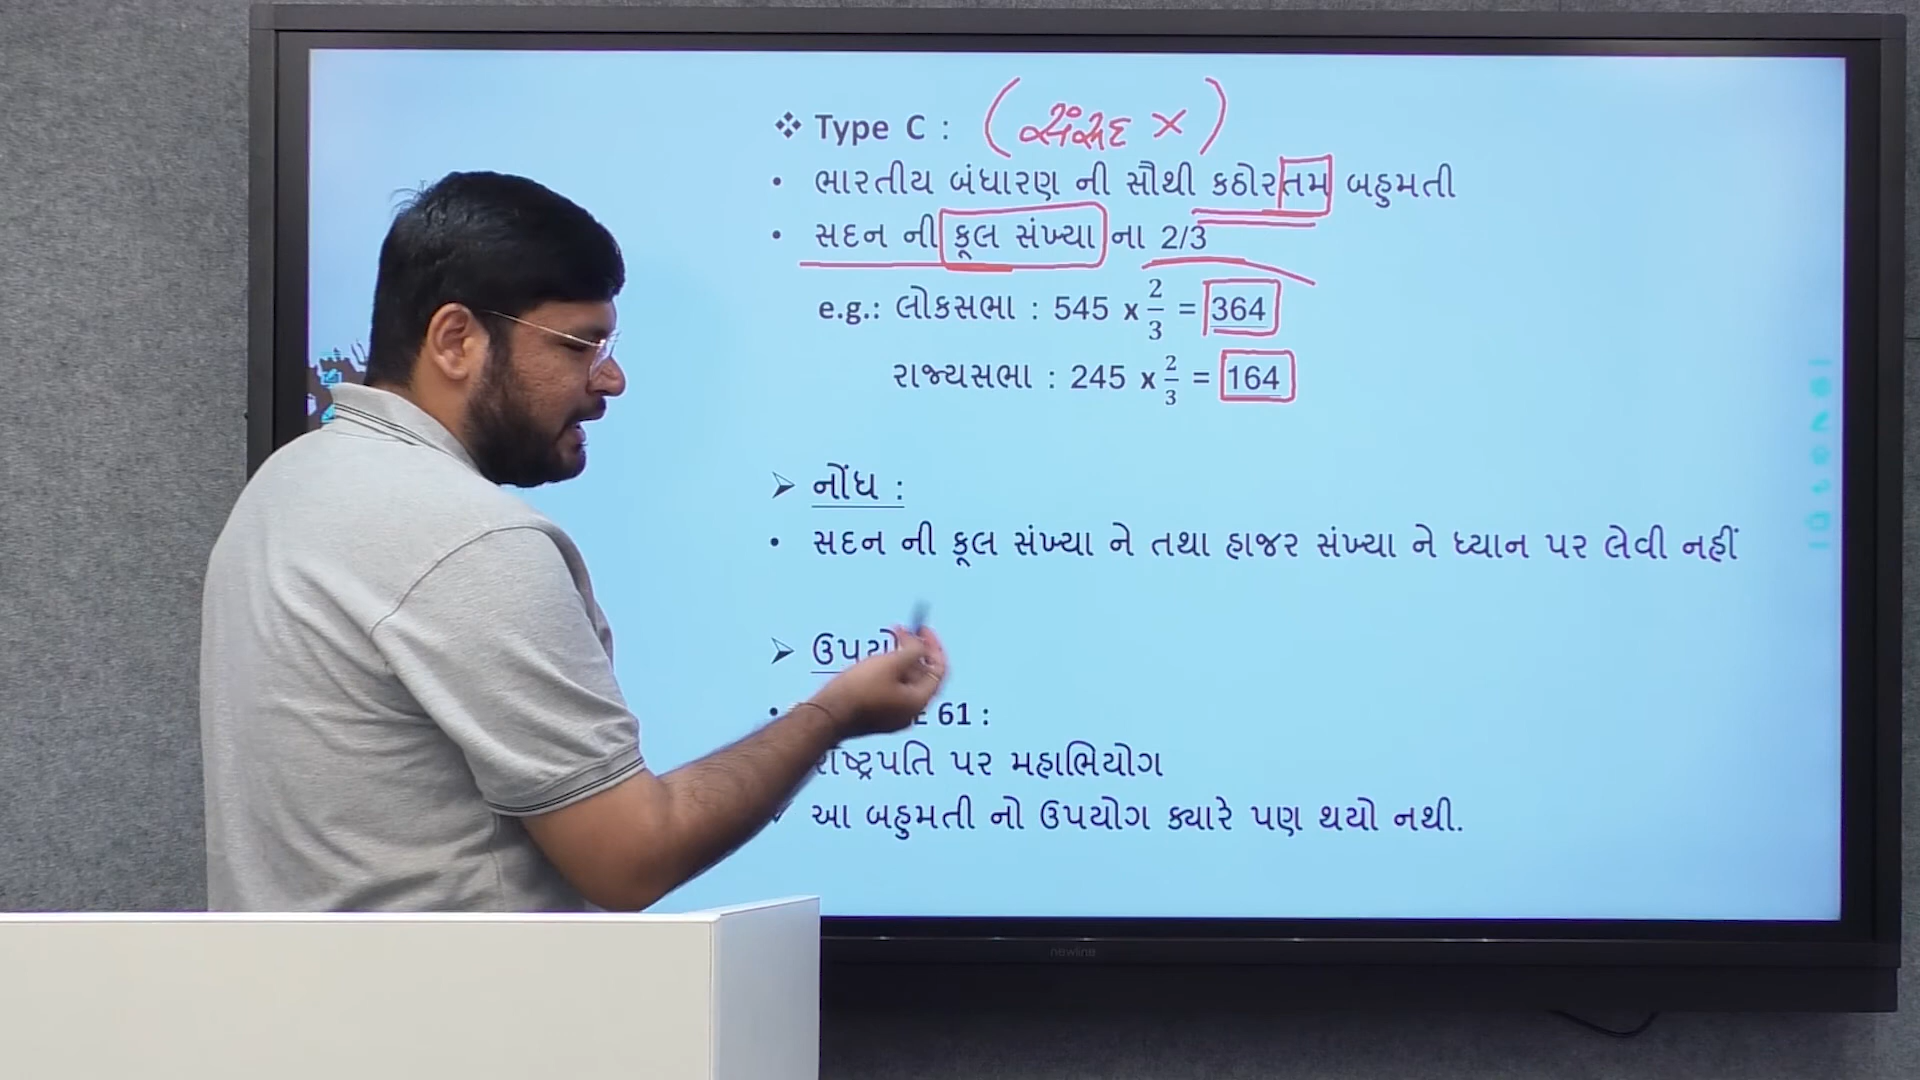 ❖ Type C : (સંસદ ×)
• ભારતીય બંધારણ ની સૌથી કઠોરતમ બહુમતી
• સદન ની કૂલ સંખ્યા ના 2/3
e.g.: લોકસભા : 545 x 2/3 = 364
રાજ્યસભા : 245 x 2/3 = 164
➢ નોંધ :
• સદન ની કૂલ સંખ્યા ને તથા હાજર સંખ્યા ને ધ્યાન પર લેવી નહીં
➢
• 61 :
રાષ્ટ્રપતિ પર મહાભિયોગ
આ બહુમતી નો ઉપયોગ ક્યારે પણ થયો નથી.
newline